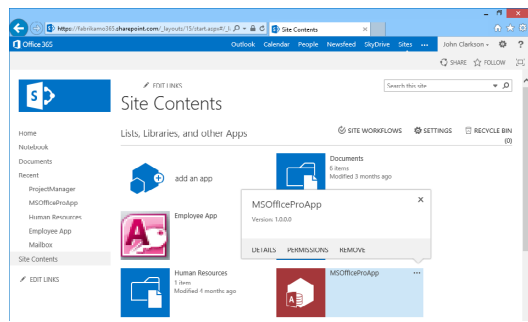 https://fabrikamo365.sharepoint.com/_layouts/15/start.aspx#/_l
Site Contents
Office 365
Outlook Calendar People Newsfeed SkyDrive Sites ••• John Clarkson ?
SHARE FOLLOW
S
EDIT LINKS
Search this site
Site Contents
Home
Notebook
Documents
Recent
ProjectManager
MSOfficeProApp
Human Resources
Employee App
Mailbox
Site Contents
EDIT LINKS
Lists, Libraries, and other Apps
SITE WORKFLOWS SETTINGS RECYCLE BIN
(0)
add an app
Documents
6 items
Modified 3 months ago
A
Employee App
MSOfficeProApp
Version: 1.0.0.0
DETAILS PERMISSIONS REMOVE
Human Resources
1 item
Modified 4 months ago
A
MSOfficeProApp •••